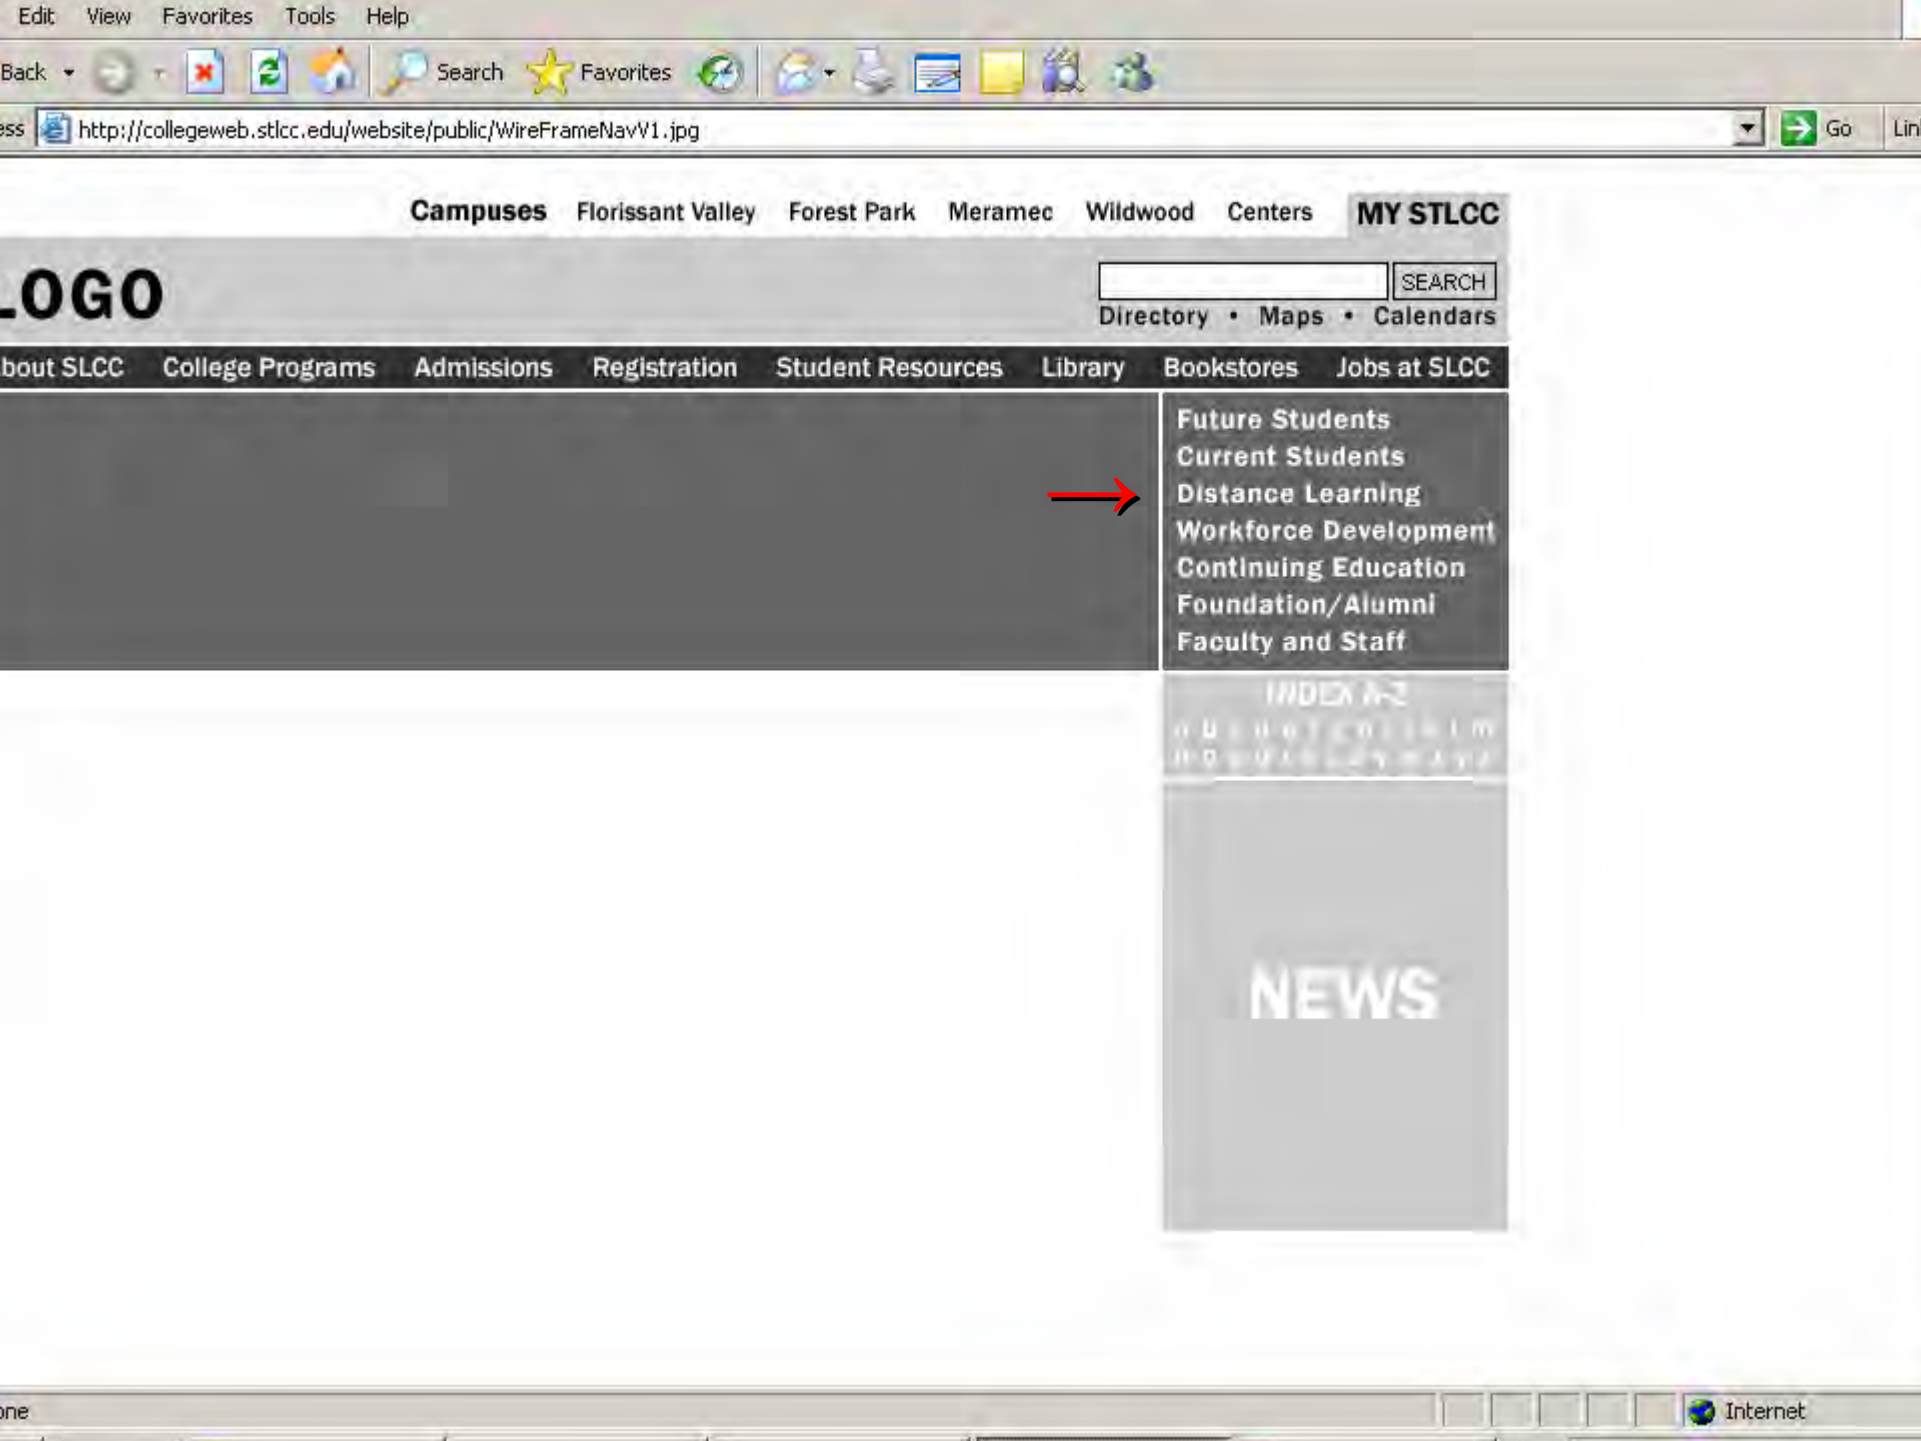 Edit View Favorites Tools Help
Back Search Favorites
ess http://collegeweb.stlcc.edu/website/public/WireFrameNavV1.jpg Go Lin
Campuses Florissant Valley Forest Park Meramec Wildwood Centers MY STLCC
LOGO
SEARCH
Directory • Maps • Calendars
bout SLCC College Programs Admissions Registration Student Resources Library Bookstores Jobs at SLCC
Future Students
Current Students
Distance Learning
Workforce Development
Continuing Education
Foundation/Alumni
Faculty and Staff
INDEX A-Z
NEWS
one Internet